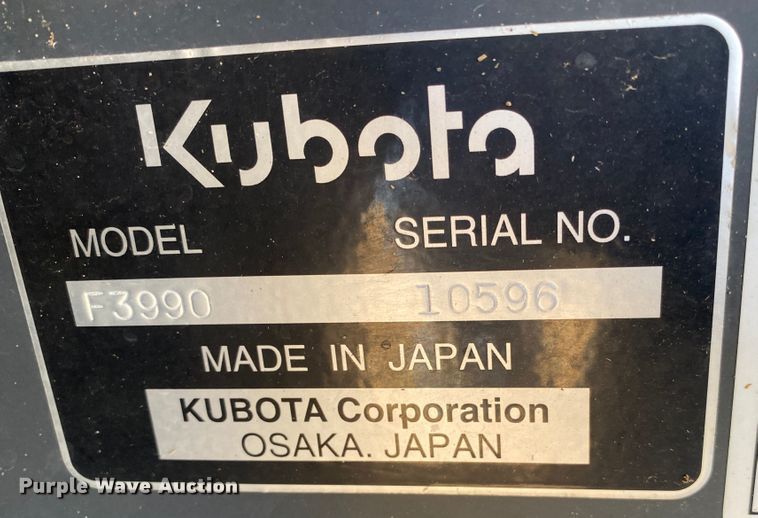 Kubota
MODEL SERIAL NO.
F3990 10596
MADE IN JAPAN
KUBOTA Corporation
OSAKA. JAPAN
Purple Wave Auction